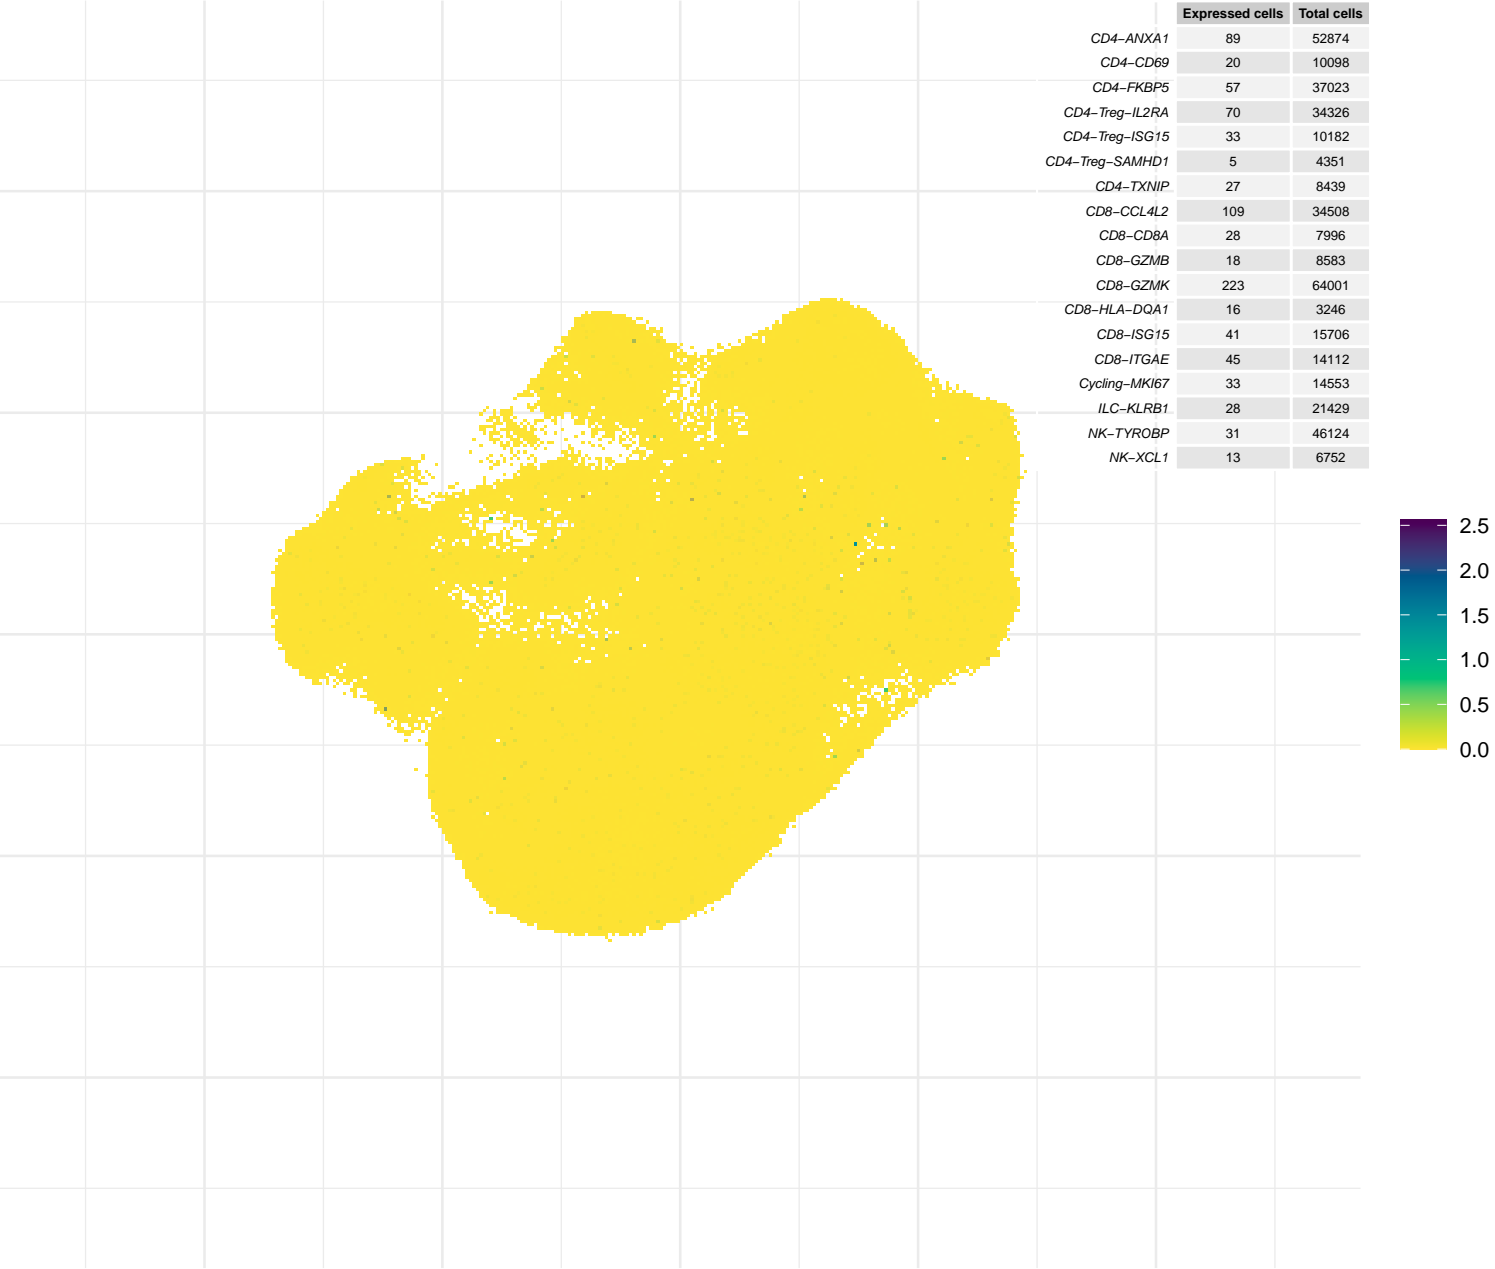 Expressed cells Total cells
CD4−ANXA1 89 52874
CD4−CD69 20 10098
CD4−FKBP5 57 37023
CD4−Treg−IL2RA 70 34326
CD4−Treg−ISG15 33 10182
CD4−Treg−SAMHD1 5 4351
CD4−TXNIP 27 8439
CD8−CCL4L2 109 34508
CD8−CD8A 28 7996
CD8−GZMB 18 8583
CD8−GZMK 223 64001
CD8−HLA−DQA1 16 3246
CD8−ISG15 41 15706
CD8−ITGAE 45 14112
Cycling−MKI67 33 14553
ILC−KLRB1 28 21429
NK−TYROBP 31 46124
NK−XCL1 13 6752
2.5
2.0
1.5
1.0
0.5
0.0